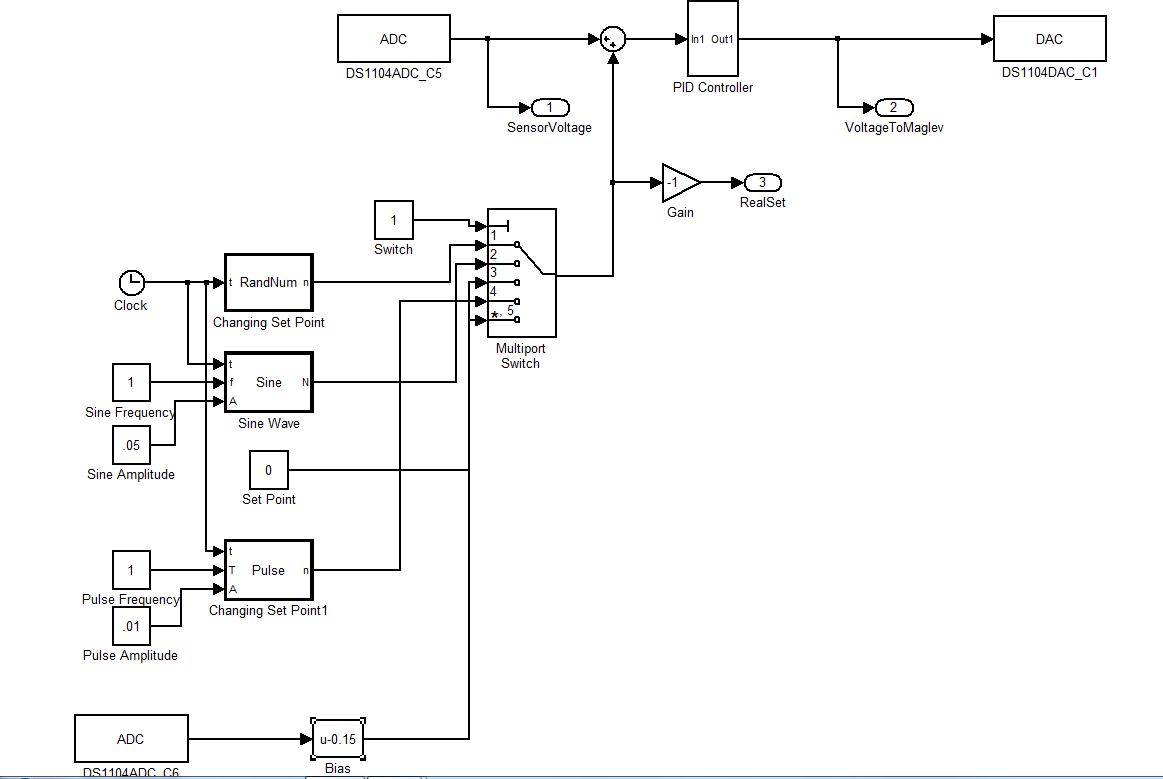 ADC
DS1104ADC_C5
+
+
In1 Out1
PID Controller
DAC
DS1104DAC_C1
1
SensorVoltage
2
VoltageToMaglev
-1
Gain
3
RealSet
1
Switch
1
2
3
4
*, 5
Multiport
Switch
Clock
t RandNum n
Changing Set Point
t
f Sine N
A
Sine Wave
1
Sine Frequency
.05
Sine Amplitude
0
Set Point
t
T Pulse n
A
Changing Set Point1
1
Pulse Frequency
.01
Pulse Amplitude
ADC
DS1104ADC_C6
u-0.15
Bias